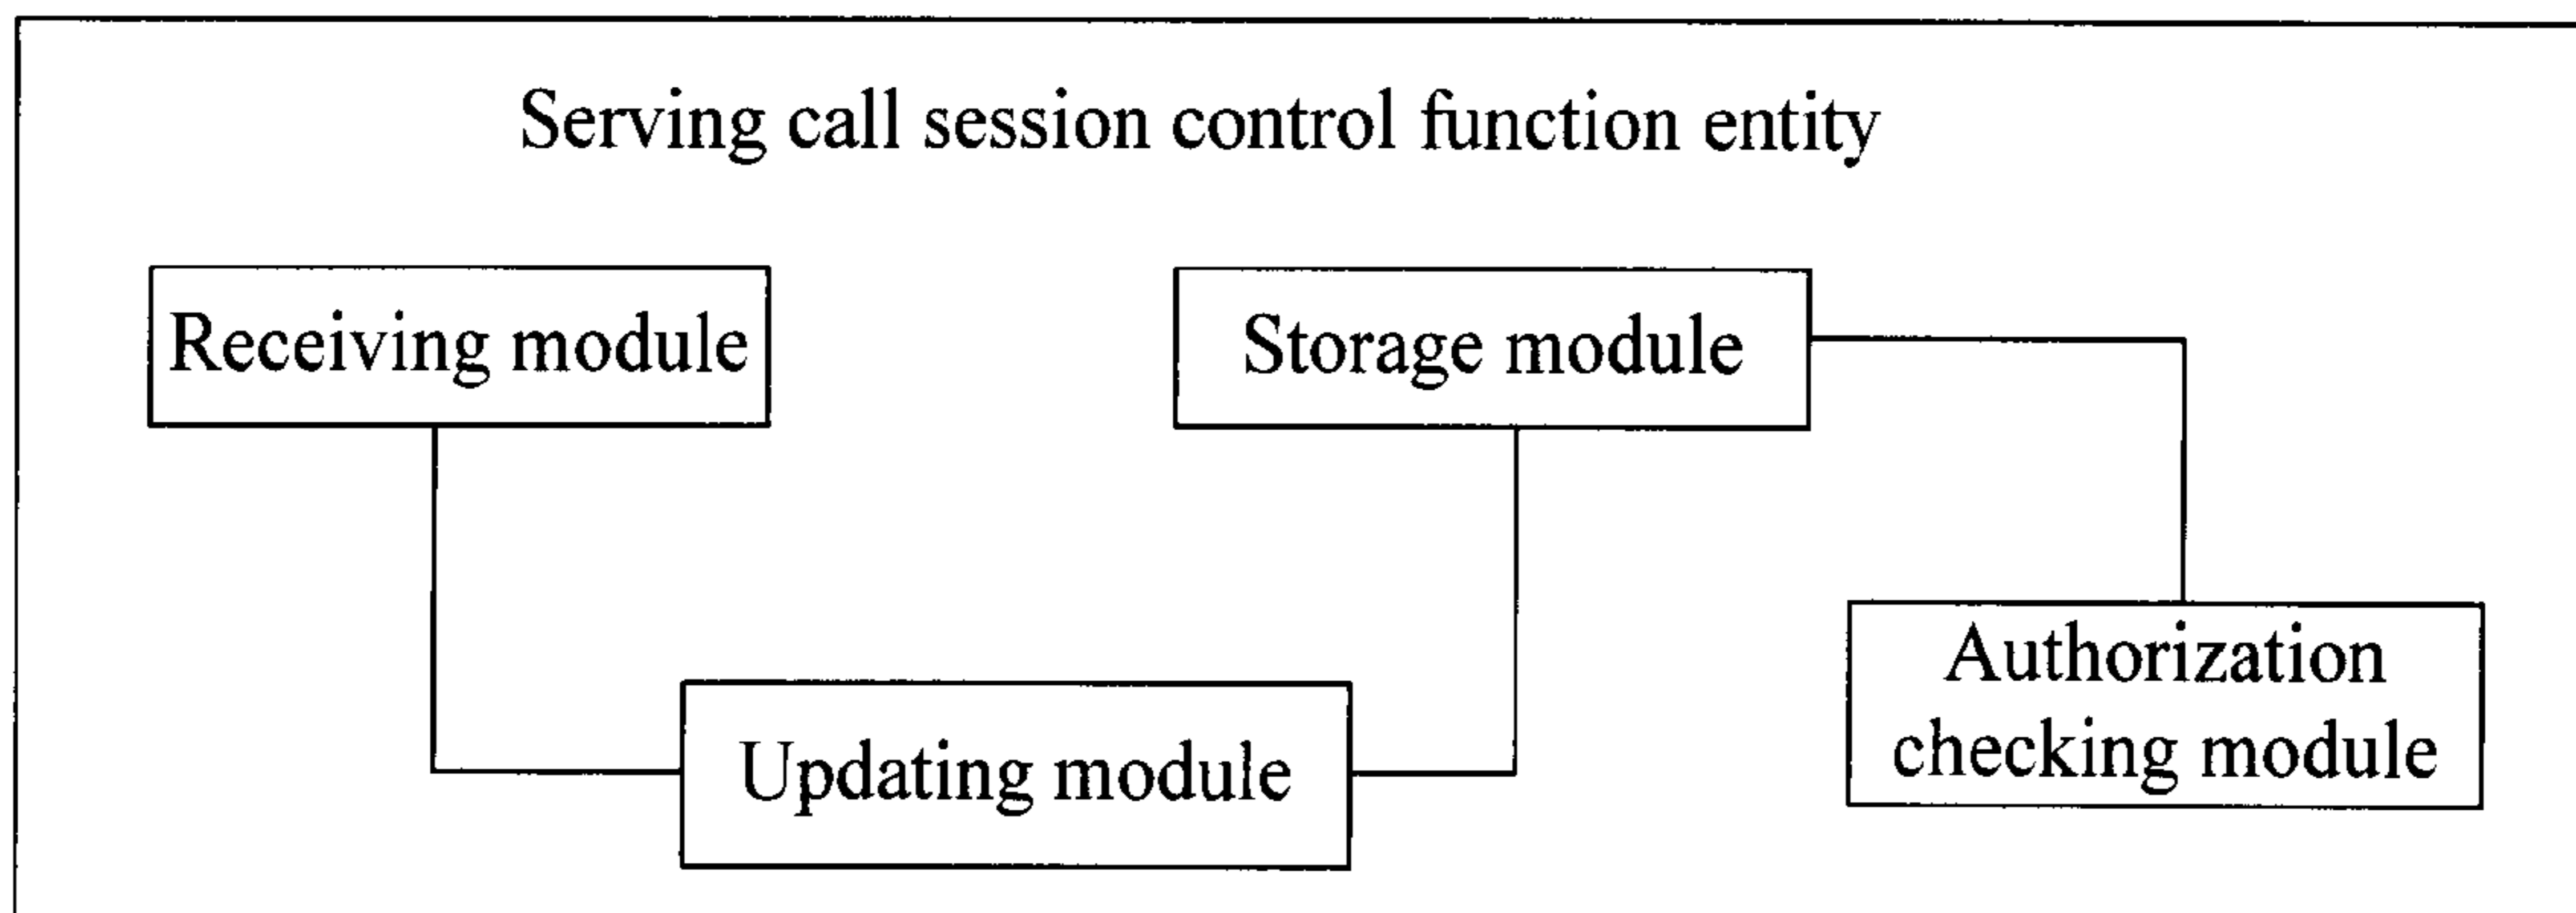 Serving call session control function entity
Receiving module
Storage module
Authorization
checking module
Updating module